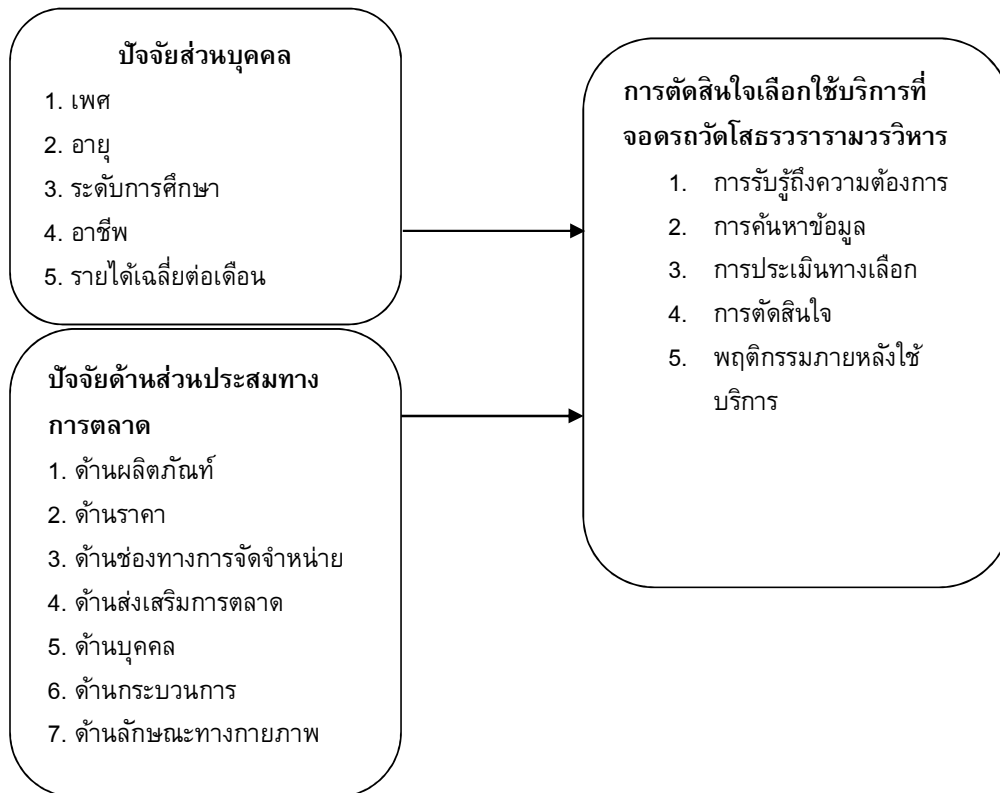 ปัจจัยส่วนบุคคล
1. เพศ
2. อายุ
3. ระดับการศึกษา
4. อาชีพ
5. รายได้เฉลี่ยต่อเดือน
ปัจจัยด้านส่วนประสมทาง
การตลาด
1. ด้านผลิตภัณท์
2. ด้านราคา
3. ด้านช่องทางการจัดจำหน่าย
4. ด้านส่งเสริมการตลาด
5. ด้านบุคคล
6. ด้านกระบวนการ
7. ด้านลักษณะทางกายภาพ
การตัดสินใจเลือกใช้บริการที่
จอดรถวัดโสธรวรารามวรวิหาร
1. การรับรู้ถึงความต้องการ
2. การค้นหาข้อมูล
3. การประเมินทางเลือก
4. การตัดสินใจ
5. พฤติกรรมภายหลังใช้
บริการ